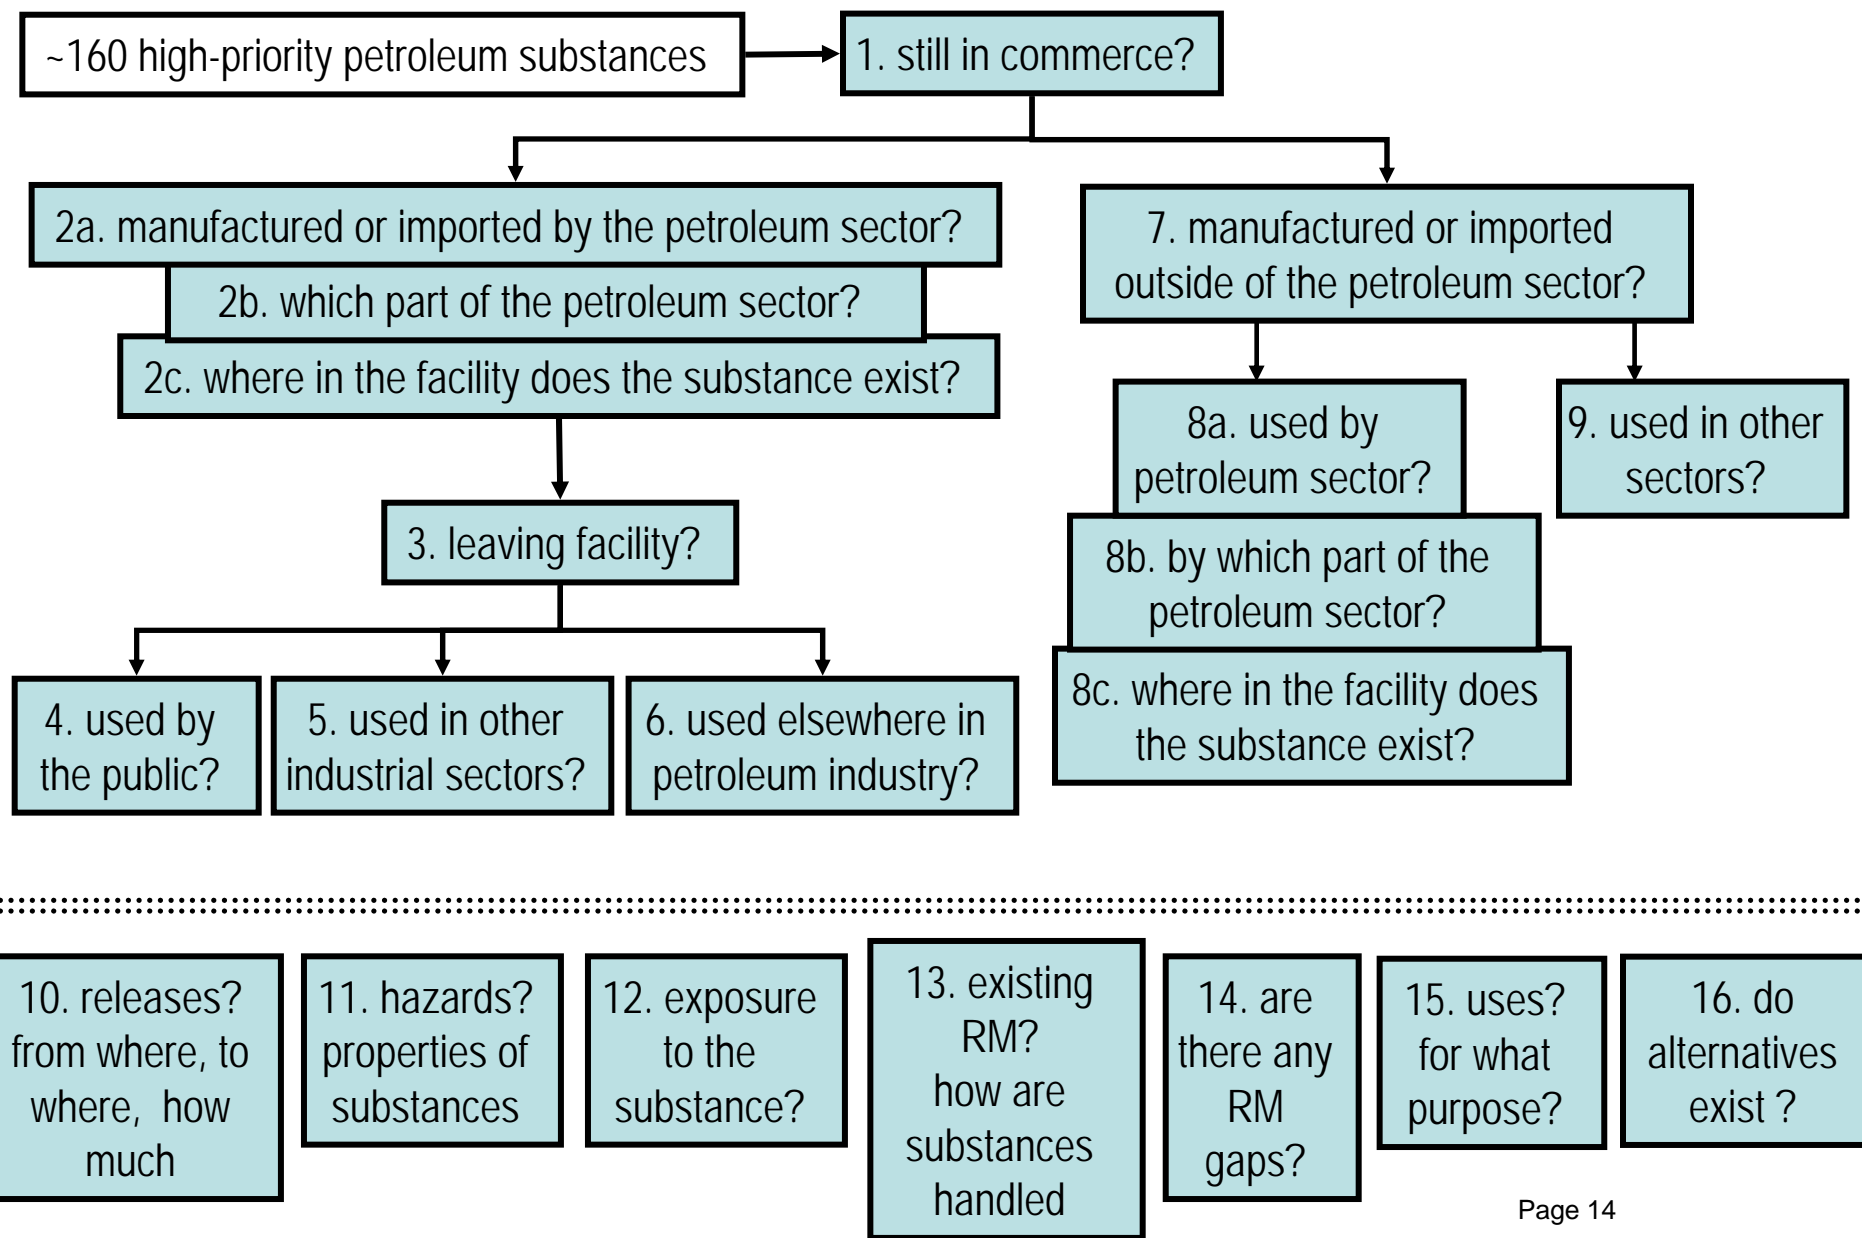 ~160 high-priority petroleum substances
1. still in commerce?
2a. manufactured or imported by the petroleum sector?
2b. which part of the petroleum sector?
2c. where in the facility does the substance exist?
3. leaving facility?
4. used by
the public?
5. used in other
industrial sectors?
6. used elsewhere in
petroleum industry?
7. manufactured or imported
outside of the petroleum sector?
8a. used by
petroleum sector?
8b. by which part of the
petroleum sector?
8c. where in the facility does
the substance exist?
9. used in other
sectors?
10. releases?
from where, to
where, how
much
11. hazards?
properties of
substances
12. exposure
to the
substance?
13. existing
RM?
how are
substances
handled
14. are
there any
RM
gaps?
15. uses?
for what
purpose?
16. do
alternatives
exist ?
Page 14